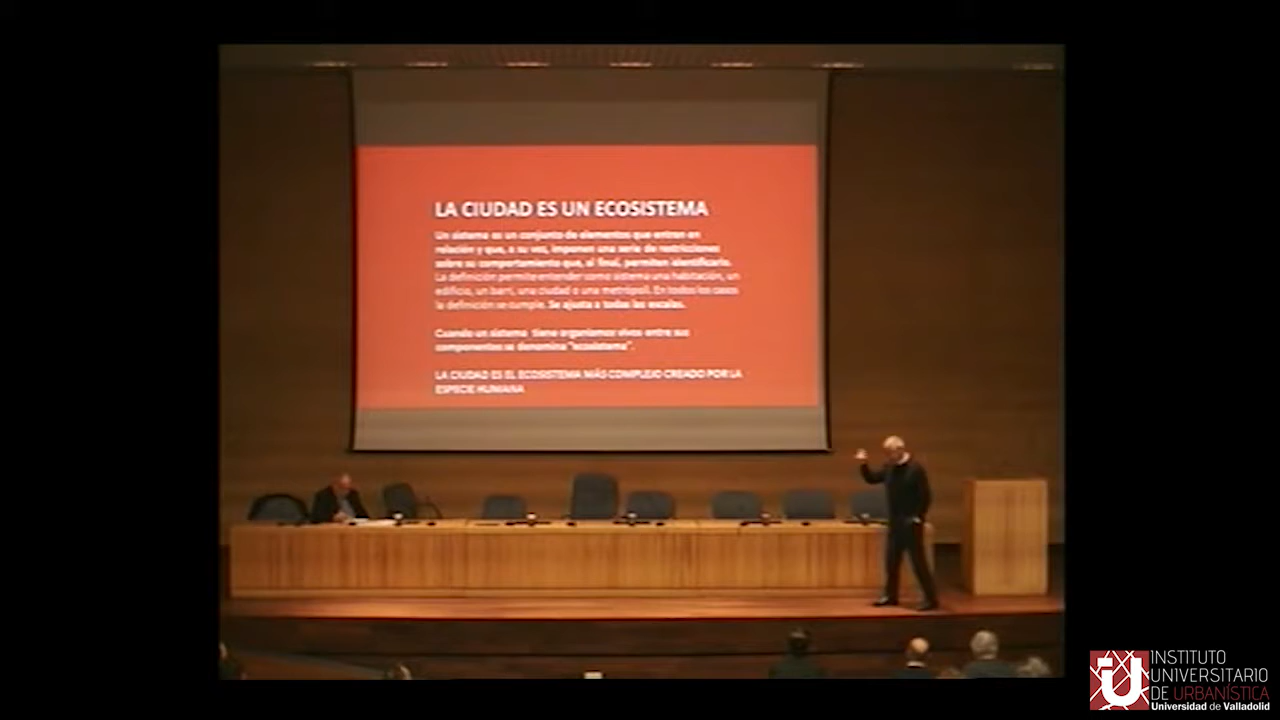 LA CIUDAD ES UN ECOSISTEMA
Un sistema es un conjunto de elementos que entran en
relación y que, a su vez, imponen una serie de restricciones
sobre su comportamiento que, al final, permiten identificarlo.
La definición permite entender como sistema una habitación, un
edificio, un barri, una ciudad o una metrópoli. En todos los casos
la definición se cumple. Se ajusta a todas las escalas.
Cuando un sistema tiene organismos vivos entre sus
componentes se denomina "ecosistema".
LA CIUDAD ES EL ECOSISTEMA MÁS COMPLEJO CREADO POR LA
ESPECIE HUMANA
INSTITUTO
UNIVERSITARIO
DE URBANÍSTICA
Universidad de Valladolid